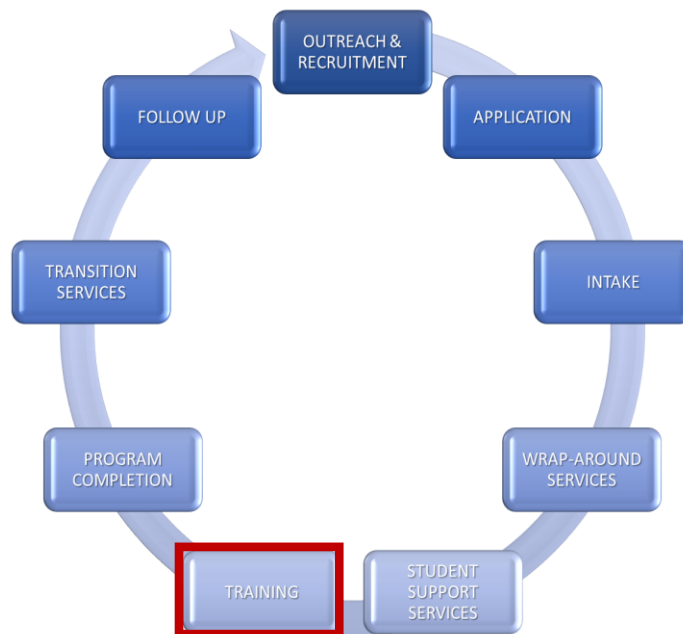 OUTREACH &
RECRUITMENT
APPLICATION
INTAKE
WRAP-AROUND
SERVICES
STUDENT
SUPPORT
SERVICES
TRAINING
PROGRAM
COMPLETION
TRANSITION
SERVICES
FOLLOW UP